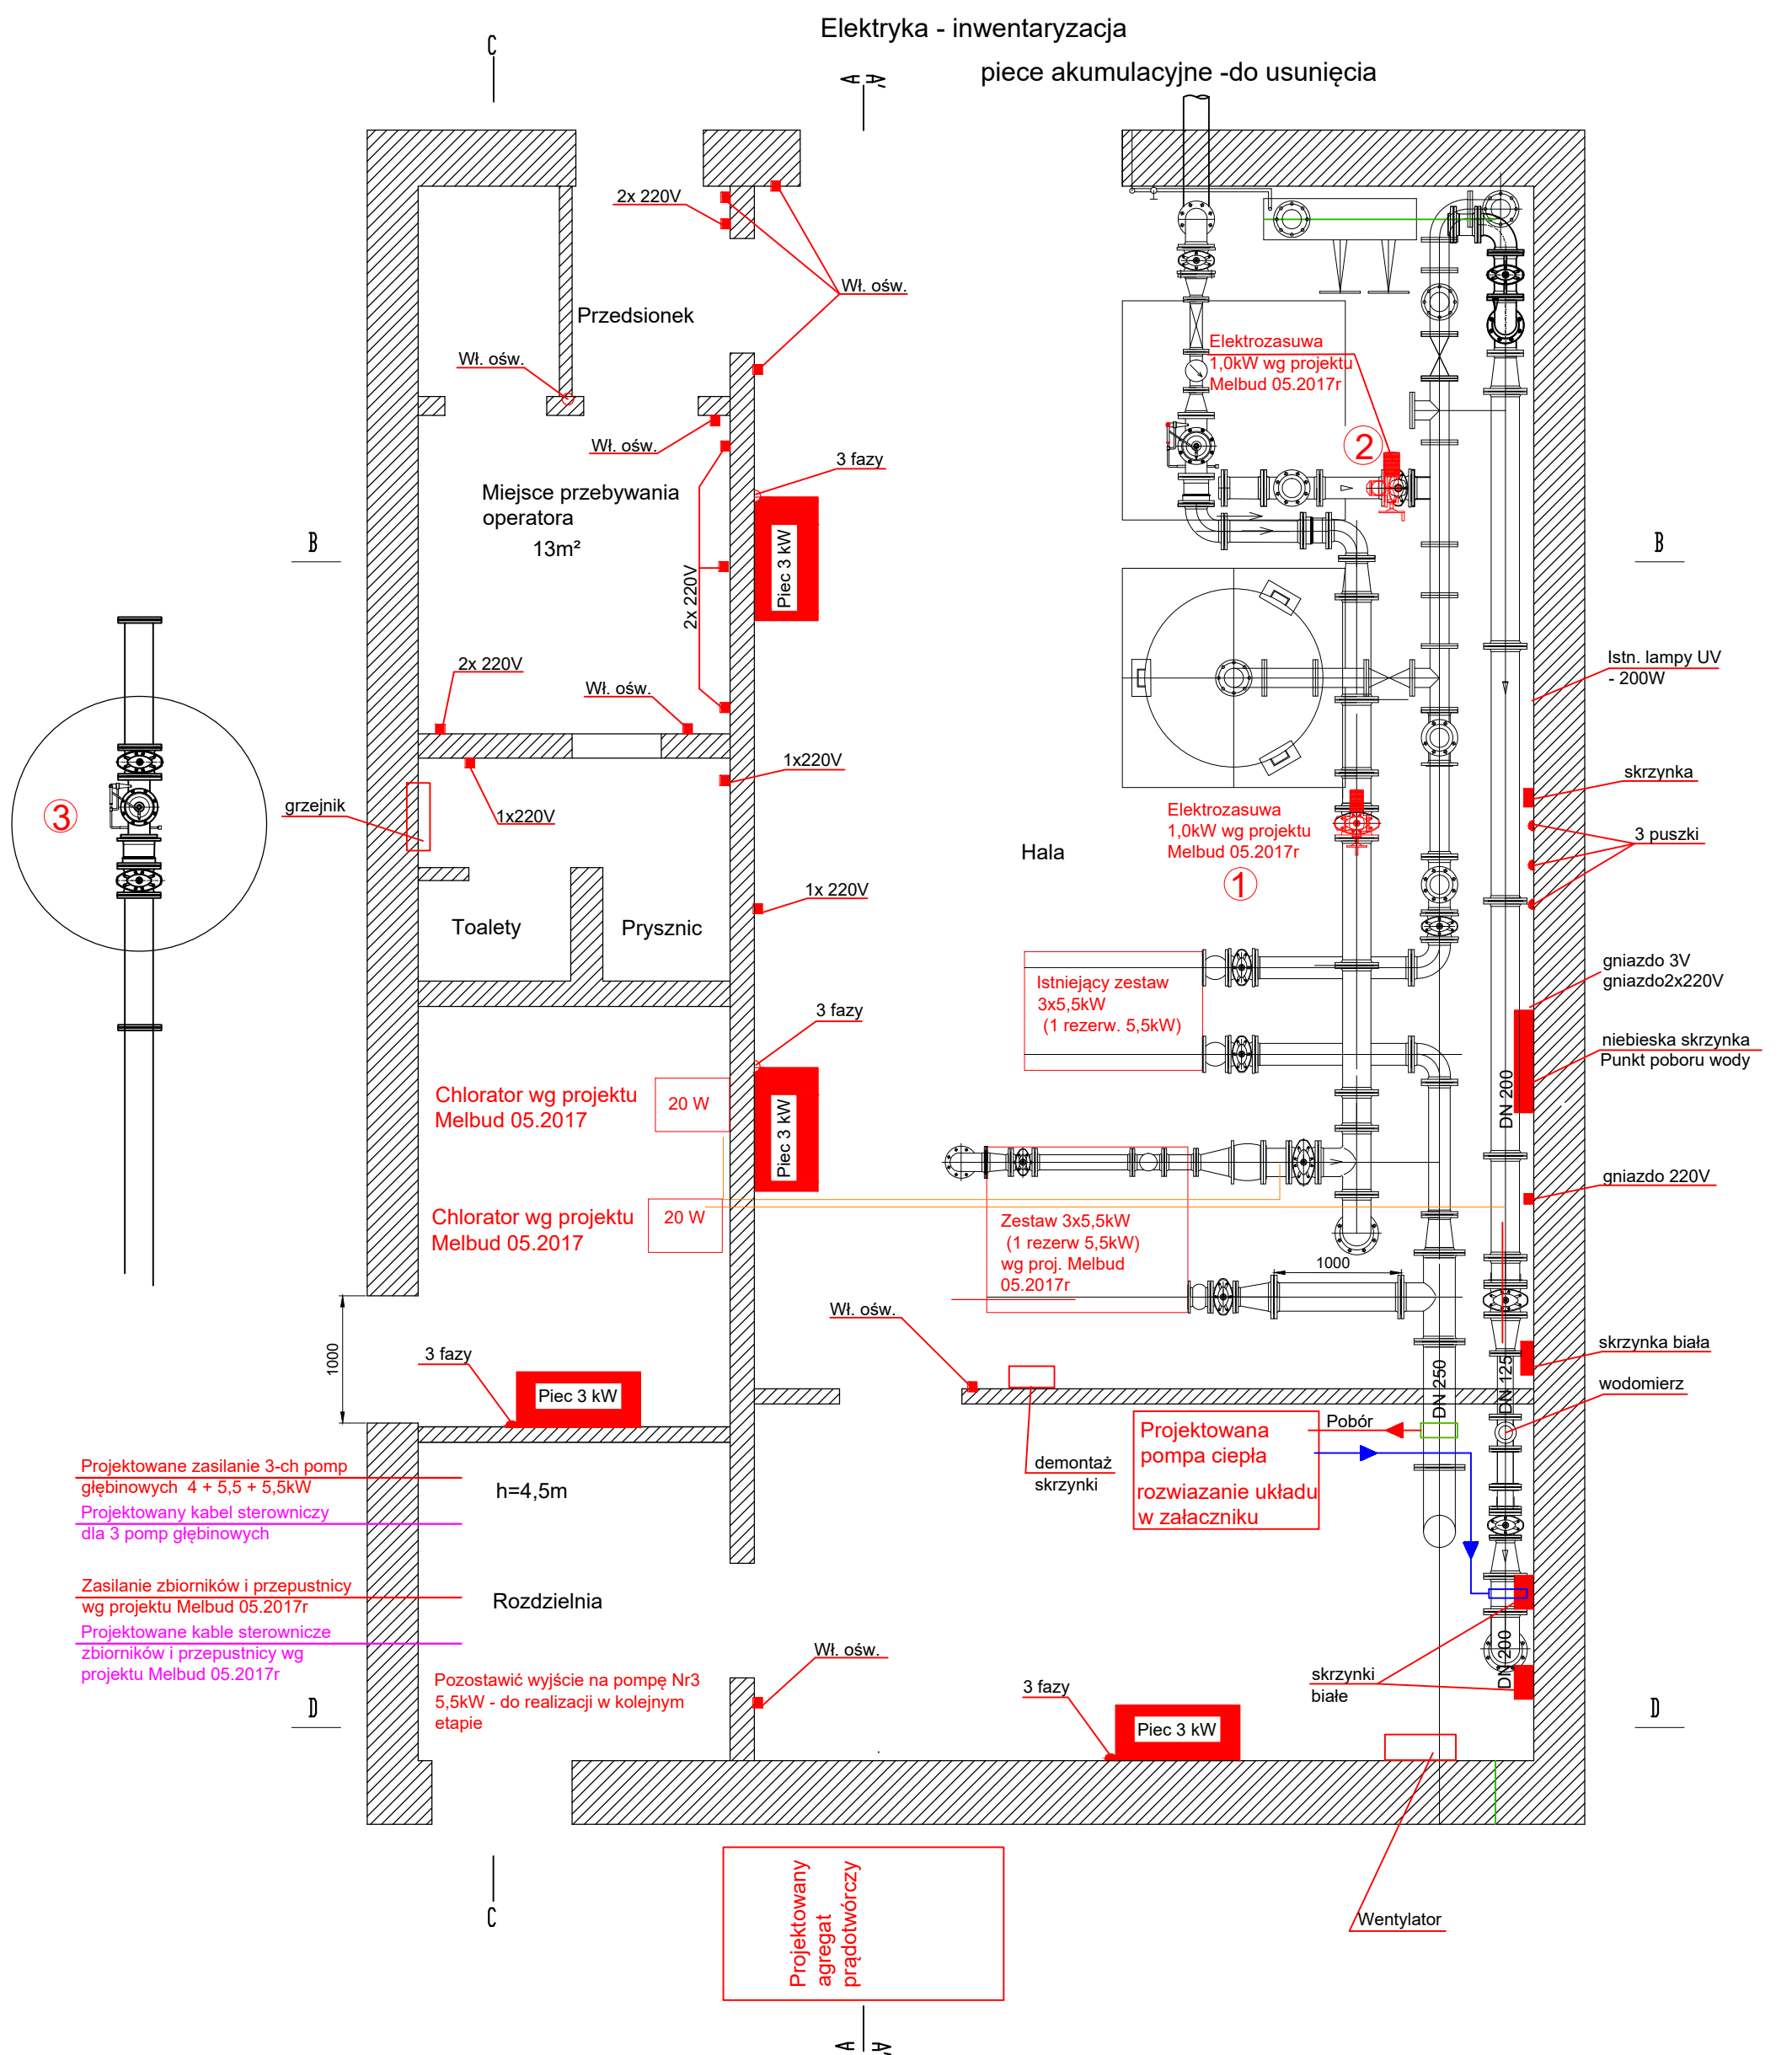 Elektryka - inwentaryzacja
piece akumulacyjne -do usunięcia
C
A A'
2x 220V
Wł. ośw.
Przedsionek
Wł. ośw.
Wł. ośw.
3 fazy
Miejsce przebywania
operatora
13m²
Piec 3 kW
2x 220V
2x 220V
Wł. ośw.
Elektrozasuwa
1,0kW wg projektu
Melbud 05.2017r
2
B
B
Istn. lampy UV
- 200W
skrzynka
3 puszki
1x220V
grzejnik
1x220V
3
Elektrozasuwa
1,0kW wg projektu
Melbud 05.2017r
1
Hala
1x 220V
Toalety
Prysznic
gniazdo 3V
gniazdo2x220V
Istniejący zestaw
3x5,5kW
(1 rezerw. 5,5kW)
3 fazy
niebieska skrzynka
Punkt poboru wody
DN 200
Chlorator wg projektu
Melbud 05.2017
20 W
Piec 3 kW
gniazdo 220V
Chlorator wg projektu
Melbud 05.2017
20 W
Zestaw 3x5,5kW
(1 rezerw 5,5kW)
wg proj. Melbud
05.2017r
1000
Wł. ośw.
1000
3 fazy
Piec 3 kW
skrzynka biała
DN 250
DN 125
wodomierz
Pobór
Projektowana
pompa ciepła
rozwiazanie układu
w załaczniku
demontaż
skrzynki
Projektowane zasilanie 3-ch pomp
głębinowych 4 + 5,5 + 5,5kW
Projektowany kabel sterowniczy
dla 3 pomp głębinowych
h=4,5m
Zasilanie zbiorników i przepustnicy
wg projektu Melbud 05.2017r
Projektowane kable sterownicze
zbiorników i przepustnicy wg
projektu Melbud 05.2017r
Rozdzielnia
Wł. ośw.
Pozostawić wyjście na pompę Nr3
5,5kW - do realizacji w kolejnym
etapie
3 fazy
Piec 3 kW
skrzynki
białe
DN 200
D
D
Wentylator
C
Projektowany
agregat
prądotwórczy
A A'